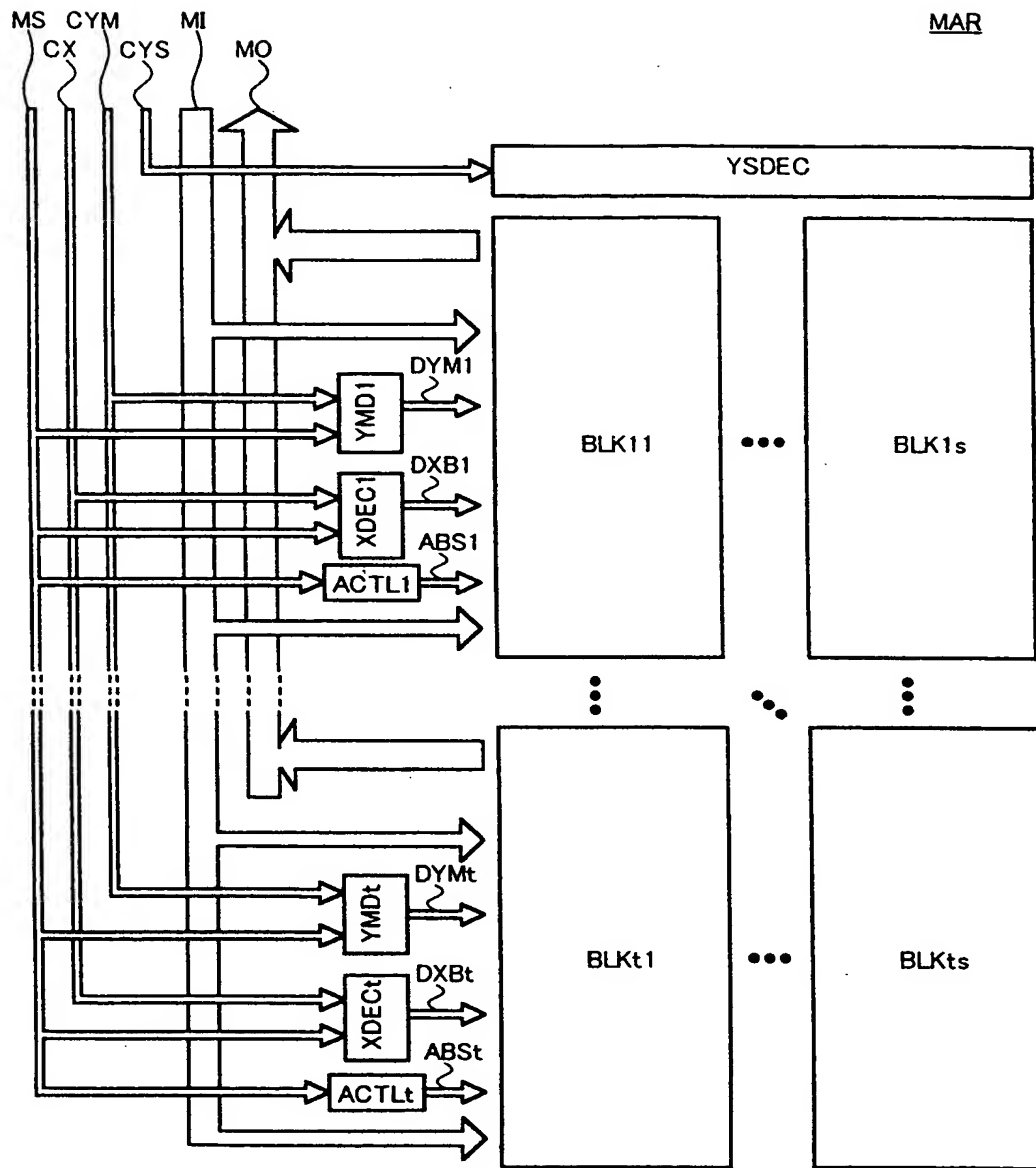 MS CYM MI MAR
CX CYS MO
YSDEC
DYM1
YMD1
BLK11 ••• BLK1s
DXB1
XDEC1
ABS1
ACTL1
DYMt
YMDt
BLKt1 ••• BLKts
DXBt
XDECt
ABSt
ACTLt